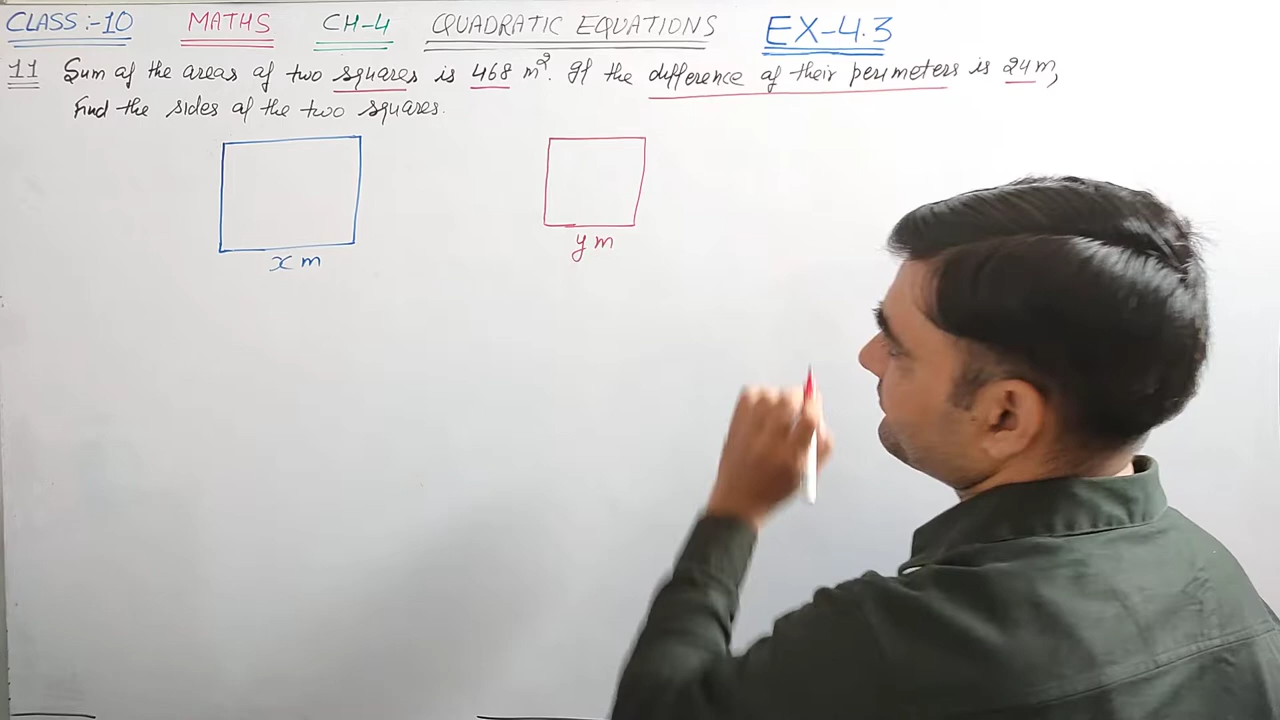 CLASS:-10 MATHS CH-4 QUADRATIC EQUATIONS EX-4.3
11 Sum of the areas of two squares is 468 m². If the difference of their perimeters is 24m,
Find the sides of the two squares.
x m y m